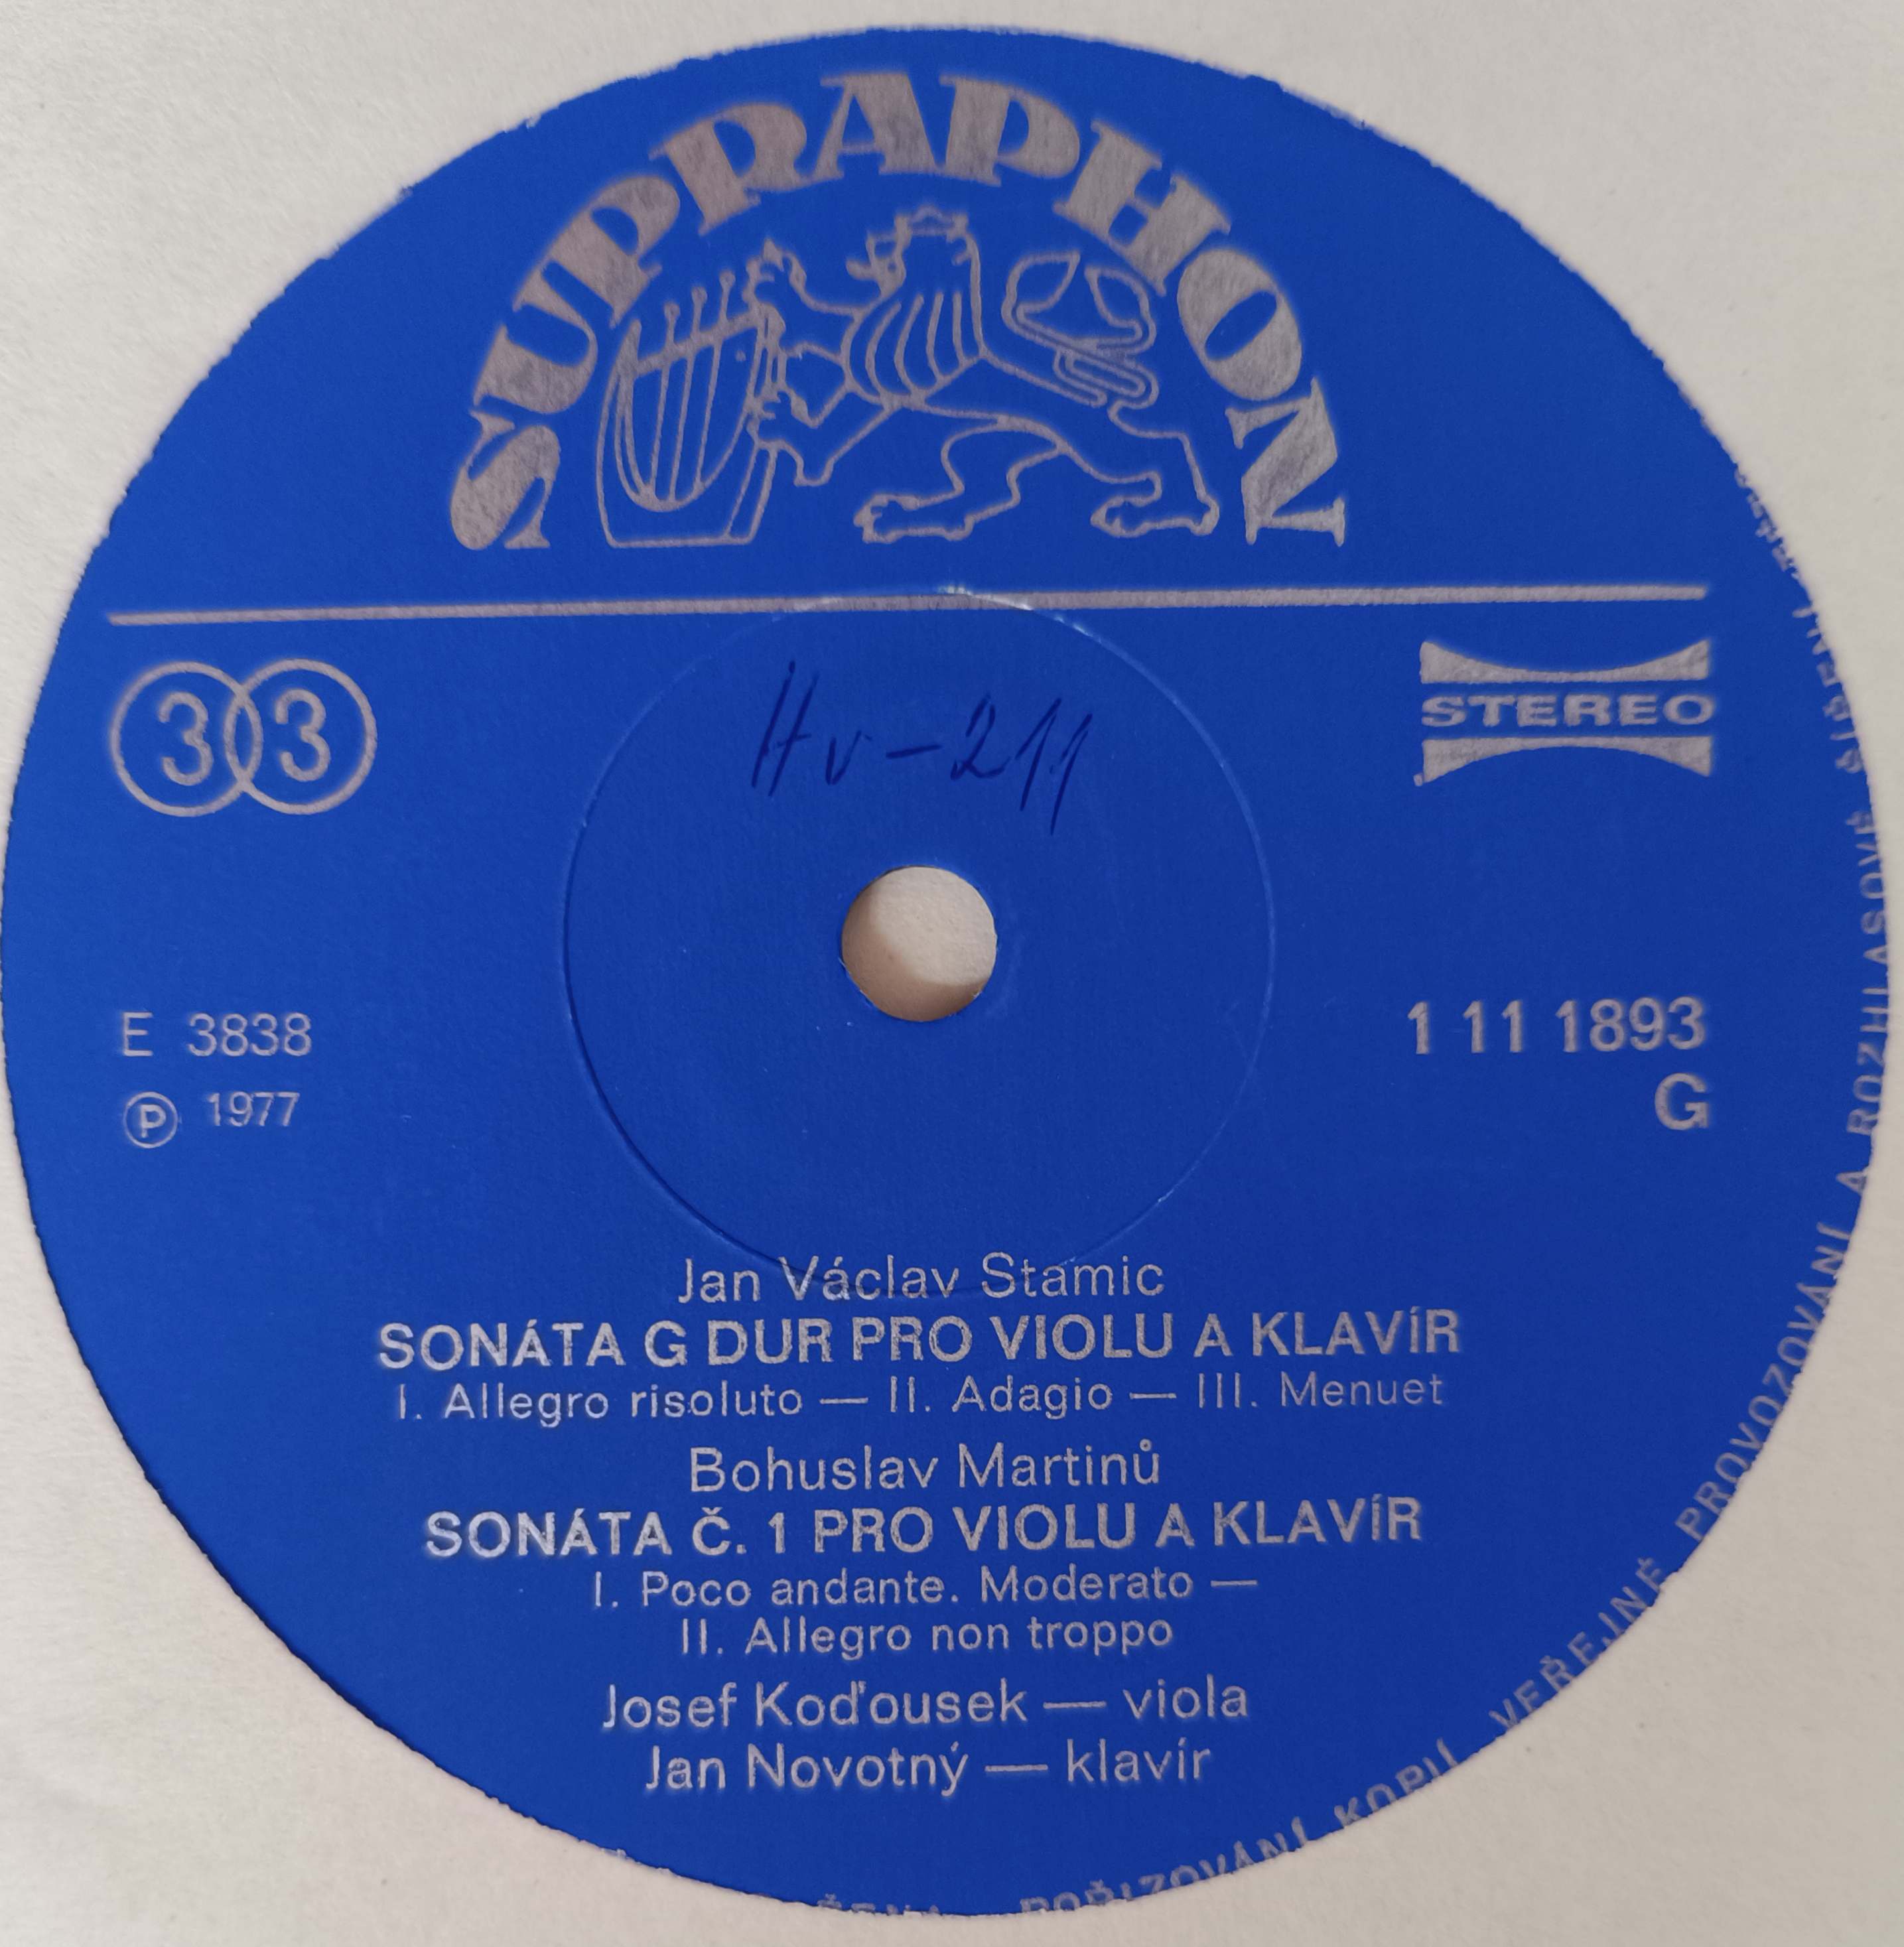 SUPRAPHON
33
STEREO
Hv-211
E 3838
℗ 1977
1 11 1893
G
Jan Václav Stamic
SONÁTA G DUR PRO VIOLU A KLAVÍR
I. Allegro risoluto — II. Adagio — III. Menuet
Bohuslav Martinů
SONÁTA Č. 1 PRO VIOLU A KLAVÍR
I. Poco andante. Moderato —
II. Allegro non troppo
Josef Koďousek — viola
Jan Novotný — klavír
POŘIZOVÁNÍ KOPIÍ, VEŘEJNÉ PROVOZOVÁNÍ A ROZHLASOVÉ ŠÍŘENÍ